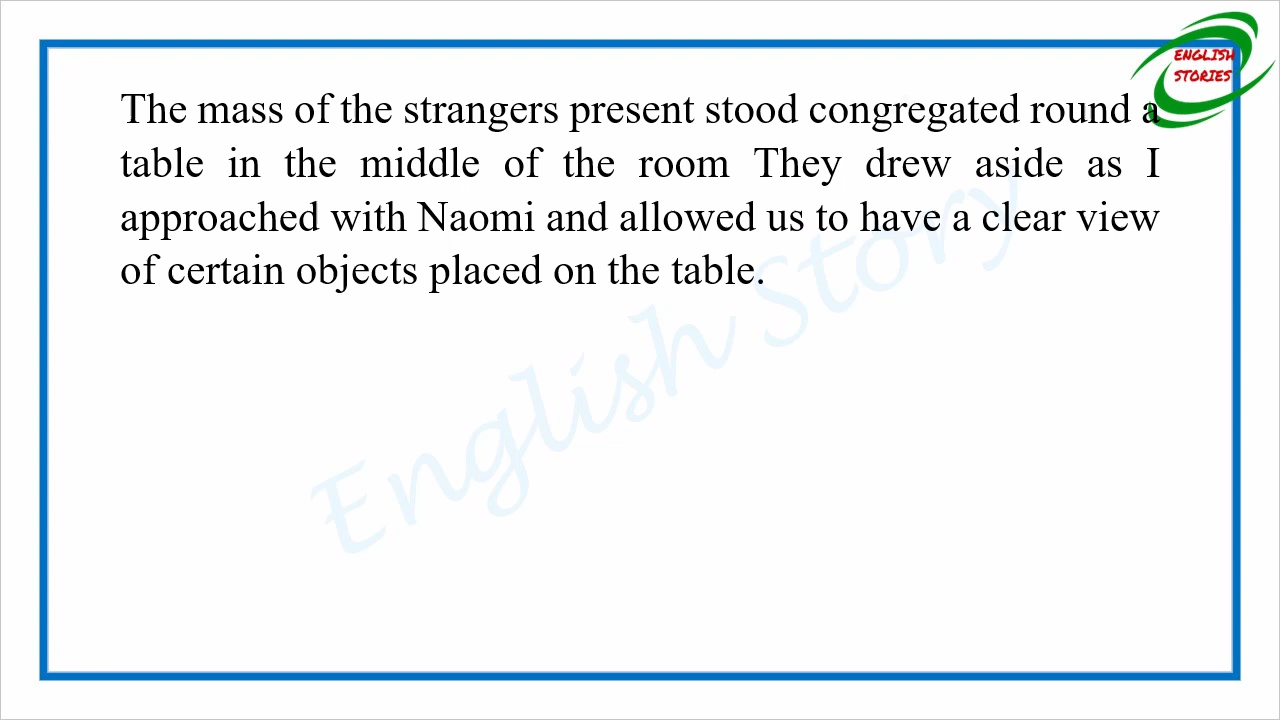 ENGLISH
STORIES
The mass of the strangers present stood congregated round a
table in the middle of the room They drew aside as I
approached with Naomi and allowed us to have a clear view
of certain objects placed on the table.
English Story